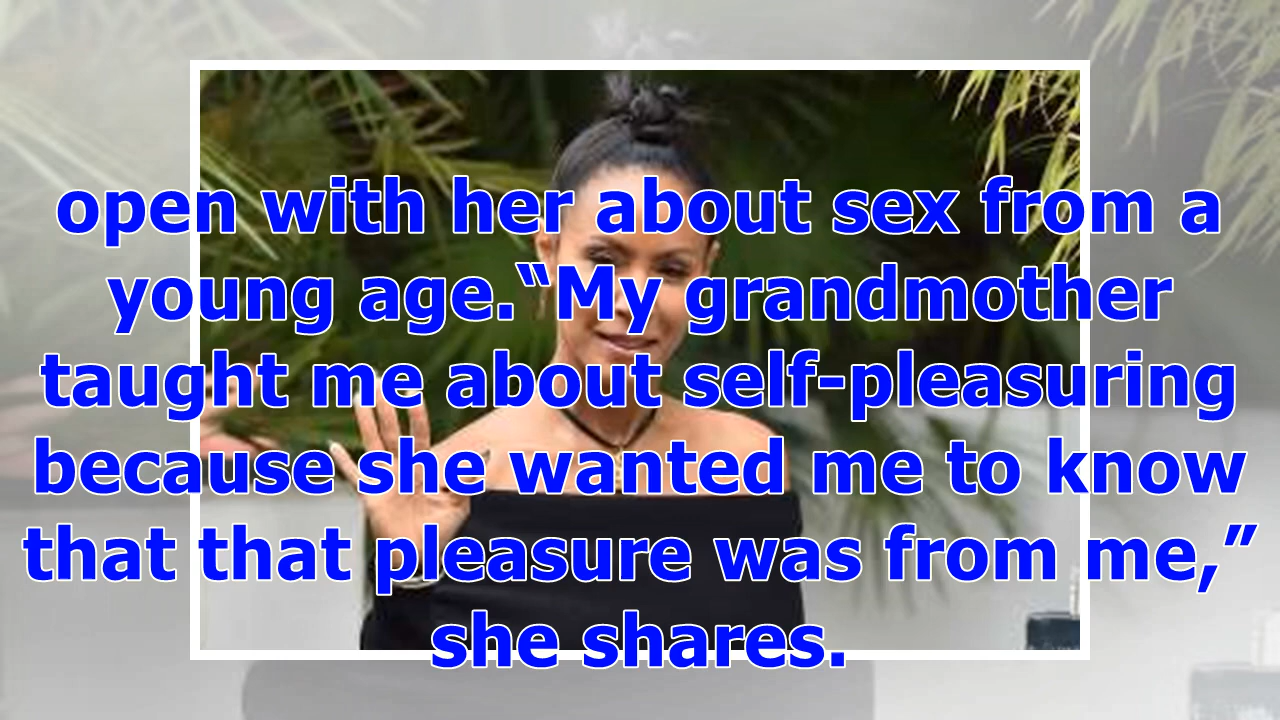 open with her about sex from a
young age.“My grandmother
taught me about self-pleasuring
because she wanted me to know
that that pleasure was from me,”
she shares.